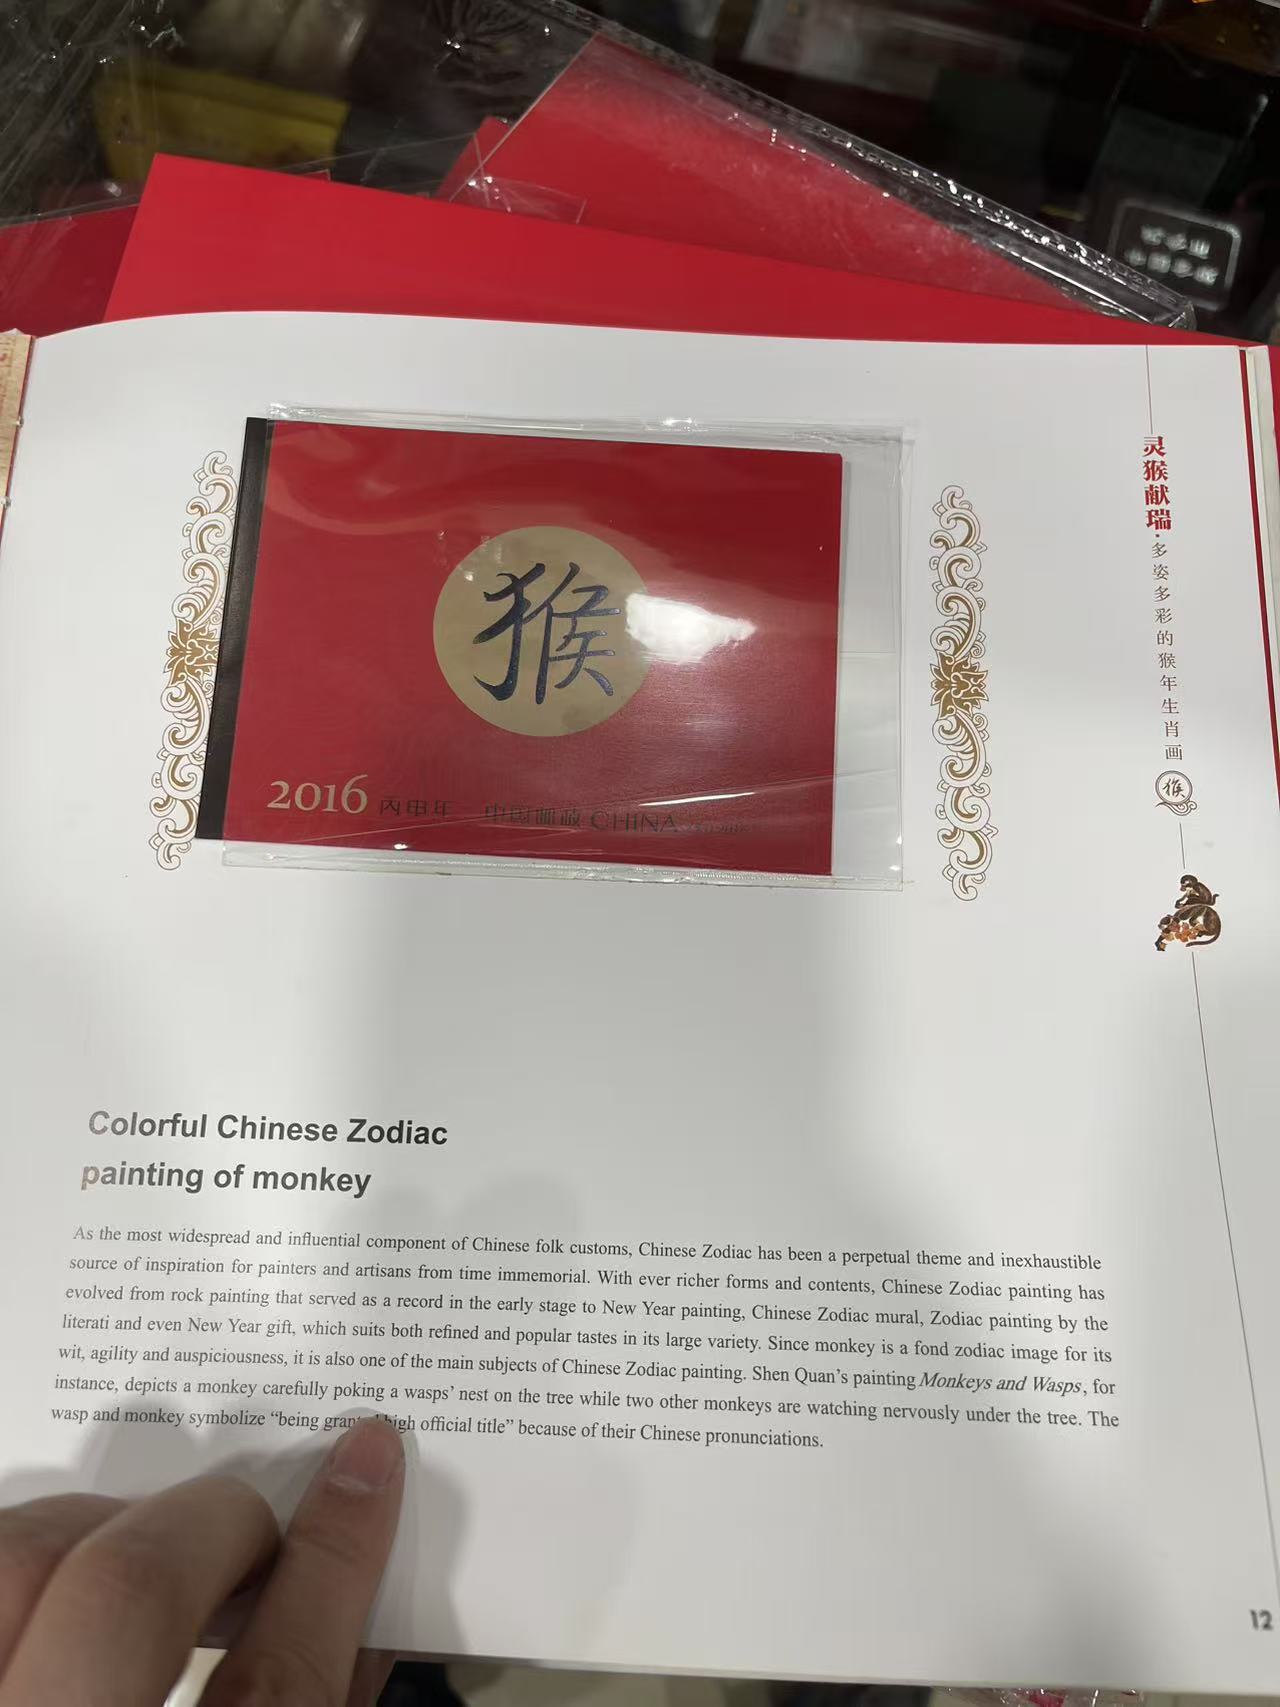 猴
2016 丙申年 中国邮政 CHINA
灵猴献瑞·多姿多彩的猴年生肖画
猴
Colorful Chinese Zodiac
painting of monkey
As the most widespread and influential component of Chinese folk customs, Chinese Zodiac has been a perpetual theme and inexhaustible
source of inspiration for painters and artisans from time immemorial. With ever richer forms and contents, Chinese Zodiac painting has
evolved from rock painting that served as a record in the early stage to New Year painting, Chinese Zodiac mural, Zodiac painting by the
literati and even New Year gift, which suits both refined and popular tastes in its large variety. Since monkey is a fond zodiac image for its
wit, agility and auspiciousness, it is also one of the main subjects of Chinese Zodiac painting. Shen Quan’s painting Monkeys and Wasps, for
instance, depicts a monkey carefully poking a wasps’ nest on the tree while two other monkeys are watching nervously under the tree. The
wasp and monkey symbolize “being high official title” because of their Chinese pronunciations.
12